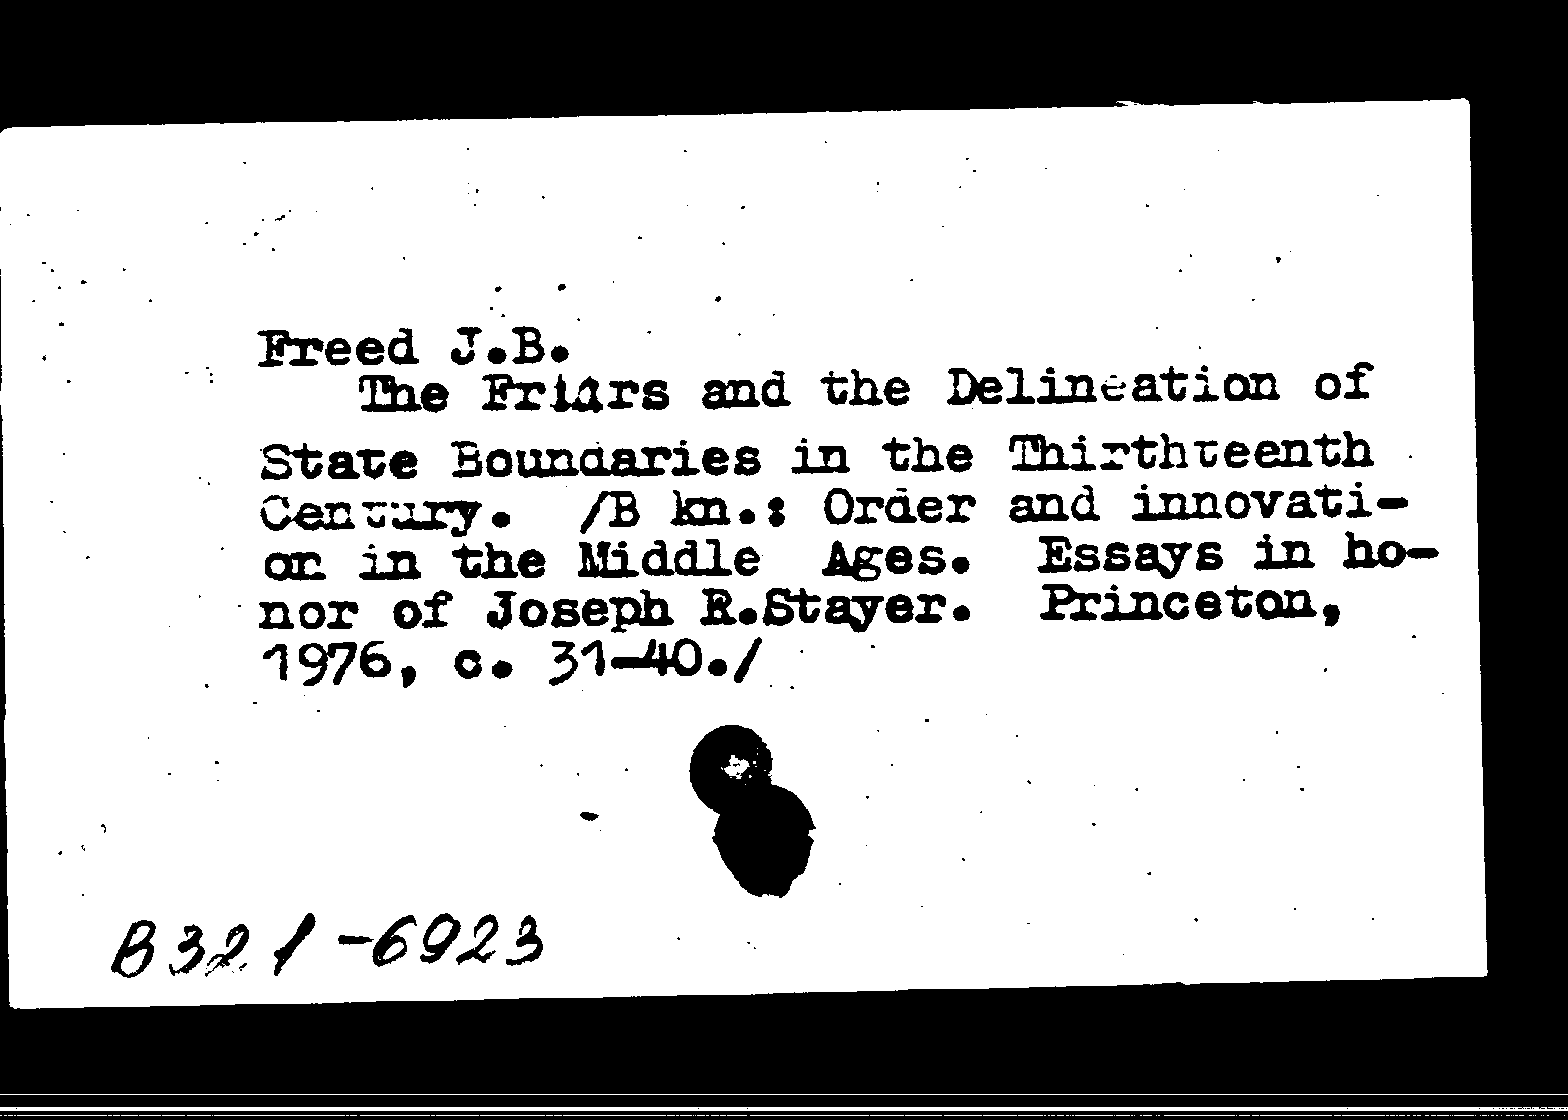 Freed J.B.
The Friars and the Delineation of
State Boundaries in the Thirthteenth
Century. /B kn.: Order and innovati-
on in the Middle Ages. Essays in ho-
nor of Joseph R.Stayer. Princeton,
1976, c. 31-40./
B321-6923